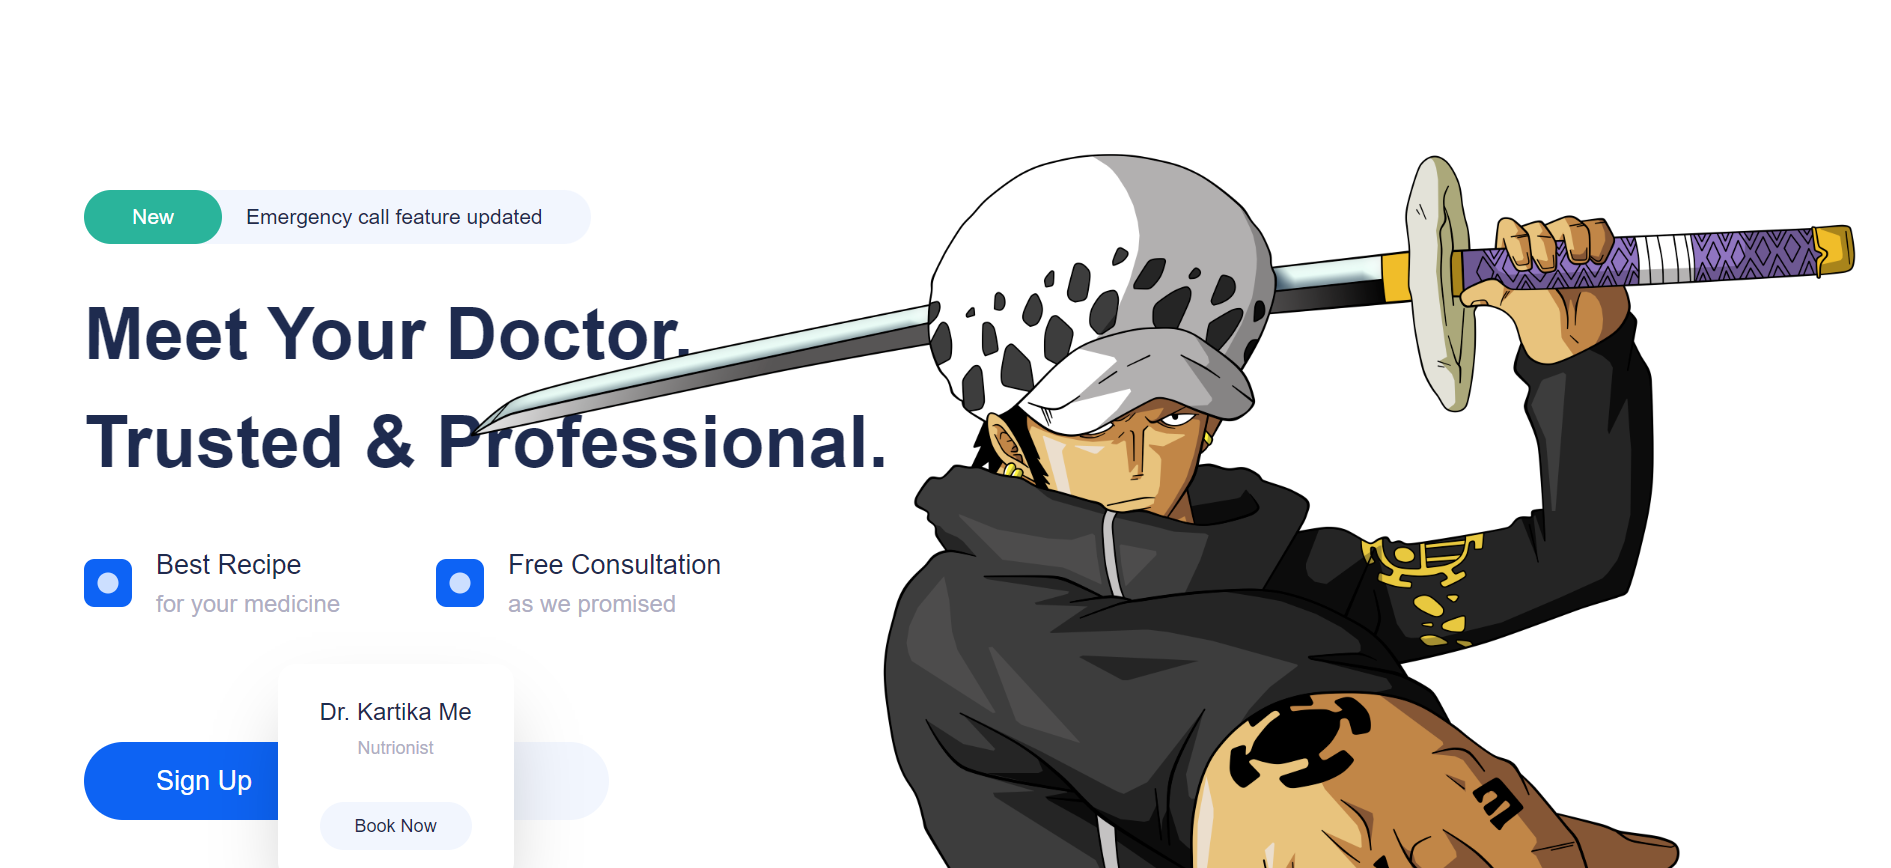 New
Emergency call feature updated
Meet Your Doctor.
Trusted & Professional.
Best Recipe
for your medicine
Free Consultation
as we promised
Dr. Kartika Me
Nutrionist
Sign Up
Book Now
E